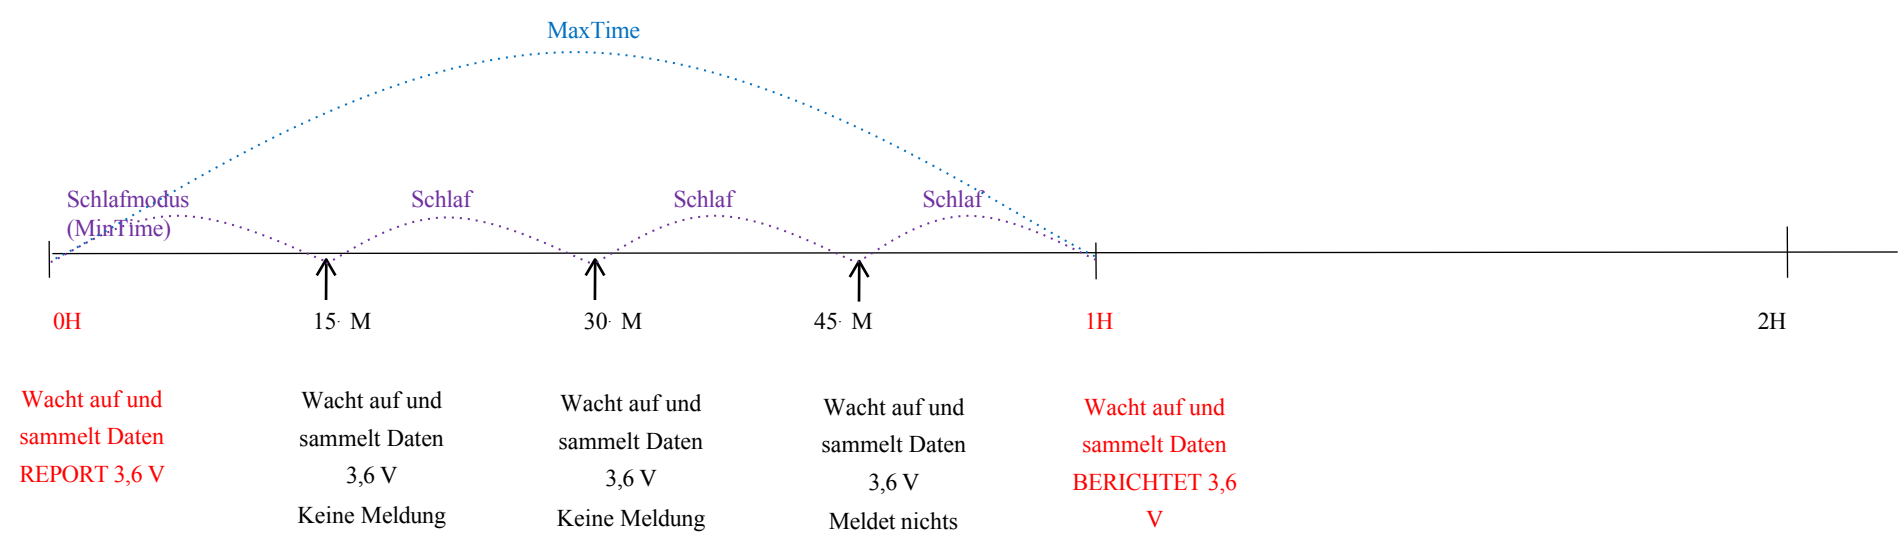 MaxTime
Schlafmodus
(MinTime)
Schlaf
Schlaf
Schlaf
0H
15. M
30. M
45. M
1H
2H
Wacht auf und
sammelt Daten
REPORT 3,6 V
Wacht auf und
sammelt Daten
3,6 V
Keine Meldung
Wacht auf und
sammelt Daten
3,6 V
Keine Meldung
Wacht auf und
sammelt Daten
3,6 V
Meldet nichts
Wacht auf und
sammelt Daten
BERICHTET 3,6
V